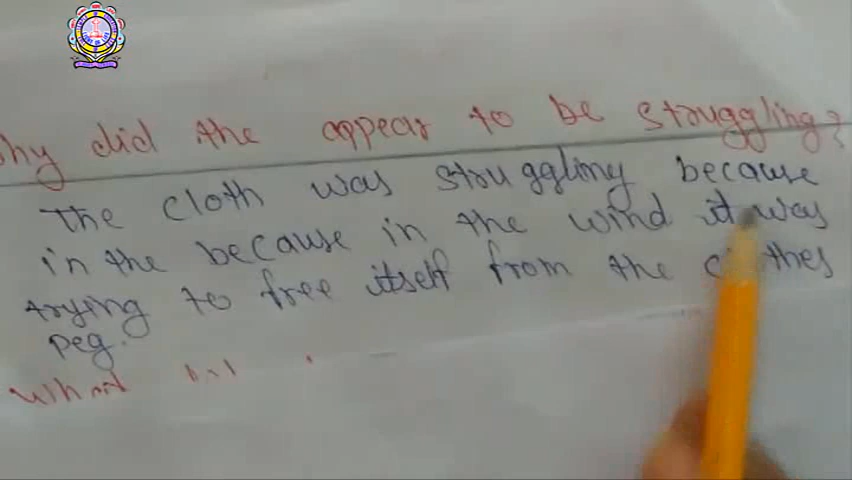 hy did the appear to be struggling?
The cloth was struggling because
in the because in the wind it was
trying to free itself from the clothes
peg.
What